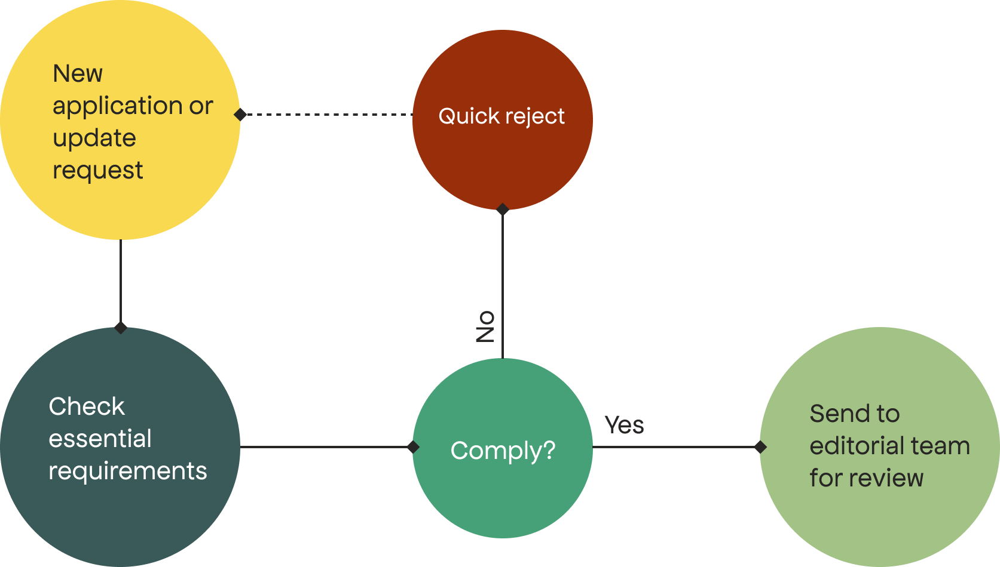 New
application or
update
request
Quick reject
No
Check
essential
requirements
Comply?
Yes
Send to
editorial team
for review